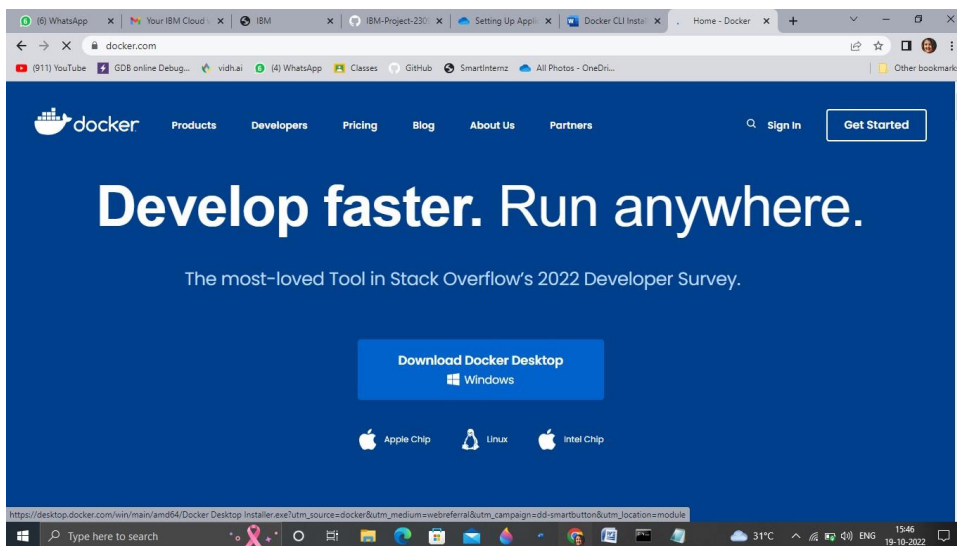 (6) WhatsApp
Your IBM Cloud
IBM
IBM-Project-230
Setting Up Appli
Docker CLI Instal
Home - Docker
docker.com
(911) YouTube
GDB online Debug...
vidh.ai
(4) WhatsApp
Classes
GitHub
SmartInternz
All Photos - OneDri...
Other bookmark
docker
Products
Developers
Pricing
Blog
About Us
Partners
Sign In
Get Started
Develop faster. Run anywhere.
The most-loved Tool in Stack Overflow's 2022 Developer Survey.
Download Docker Desktop
Windows
Apple Chip
Linux
Intel Chip
https://desktop.docker.com/win/main/amd64/Docker Desktop Installer.exe?utm_source=docker&utm_medium=webreferral&utm_campaign=dd-smartbutton&utm_location=module
Type here to search
31°C
ENG
15:46
19-10-2022